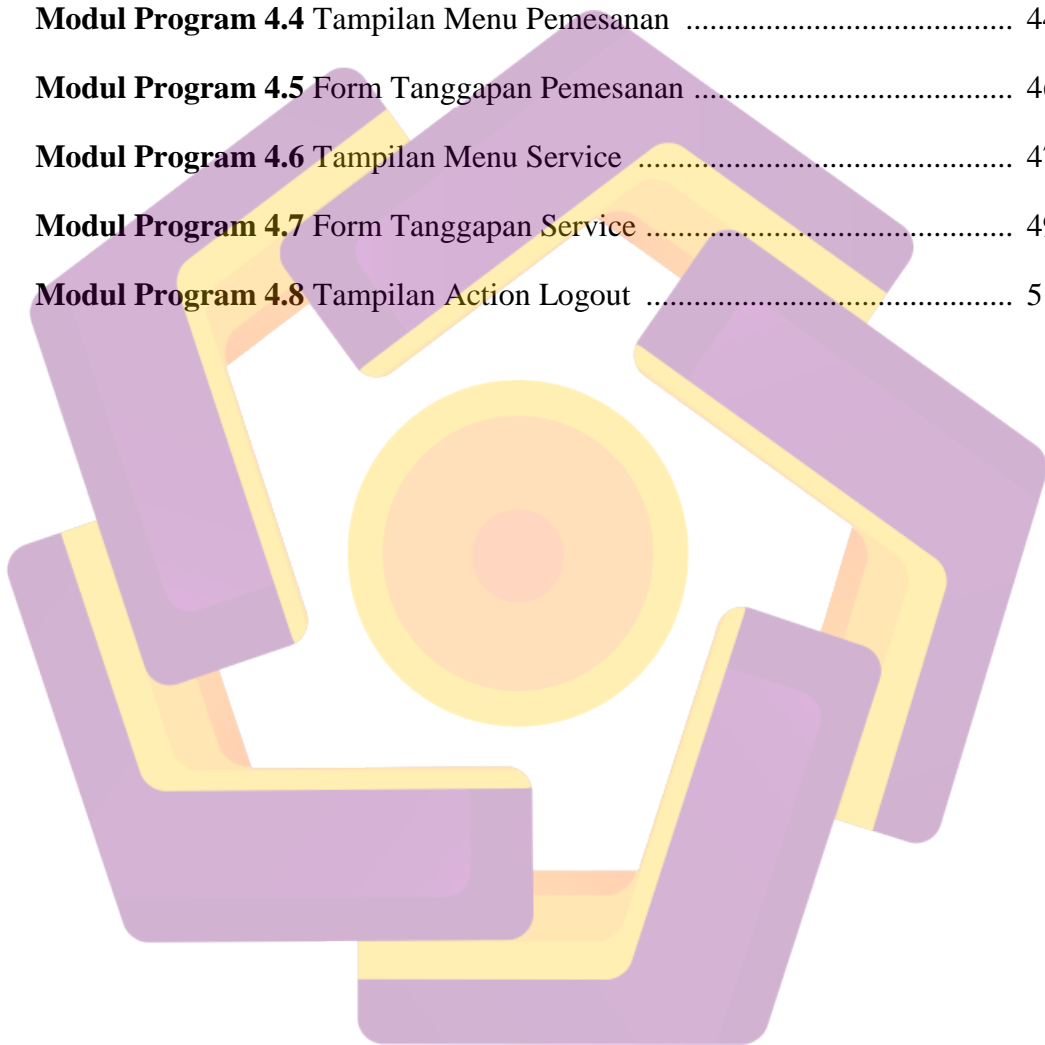 Modul Program 4.4 Tampilan Menu Pemesanan ........................................ 4
Modul Program 4.5 Form Tanggapan Pemesanan ....................................... 4
Modul Program 4.6 Tampilan Menu Service .............................................. 4
Modul Program 4.7 Form Tanggapan Service ............................................. 4
Modul Program 4.8 Tampilan Action Logout ............................................. 5